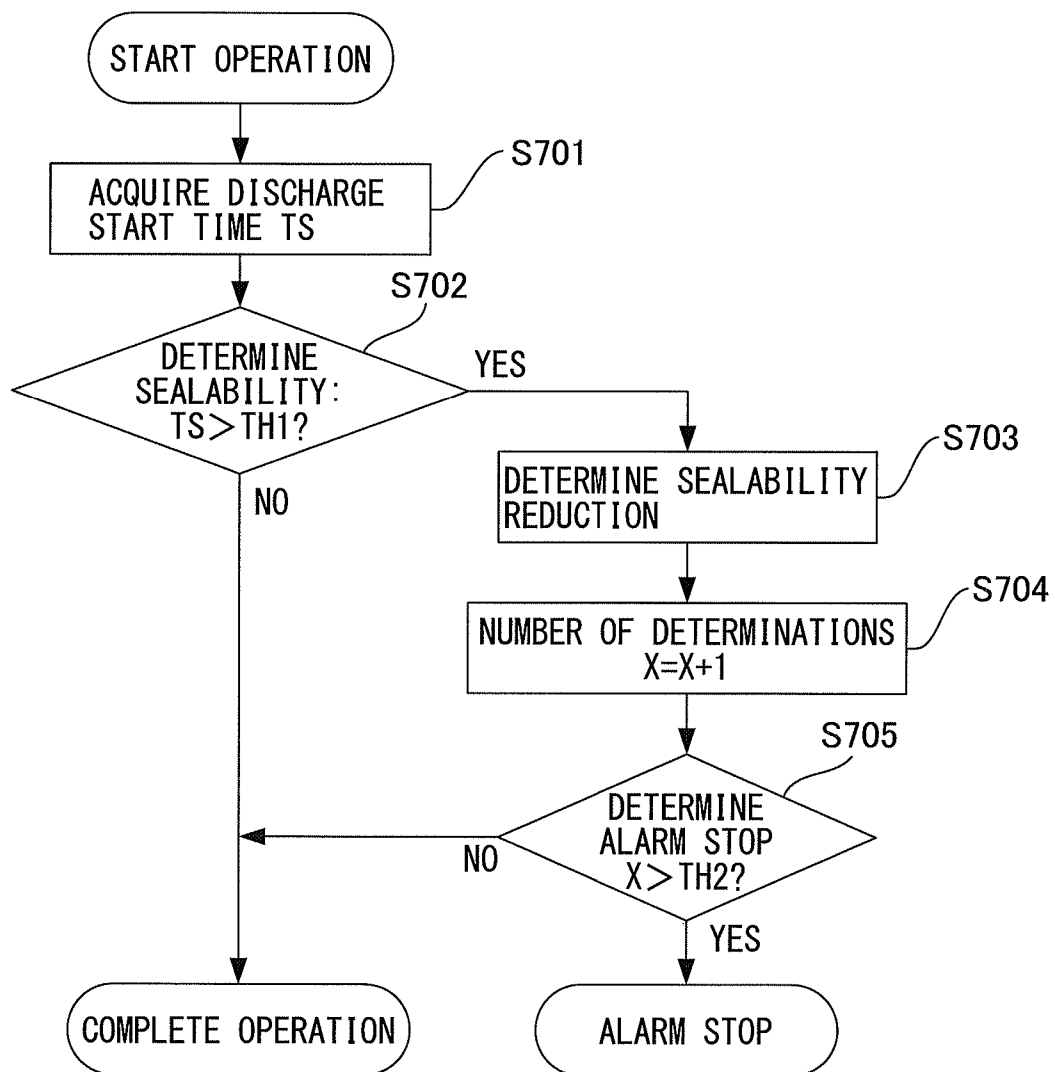 START OPERATION
S701
ACQUIRE DISCHARGE
START TIME TS
S702
DETERMINE
SEALABILITY:
TS>TH1?
YES
NO
S703
DETERMINE SEALABILITY
REDUCTION
S704
NUMBER OF DETERMINATIONS
X=X+1
S705
DETERMINE
ALARM STOP
X>TH2?
NO
YES
COMPLETE OPERATION
ALARM STOP